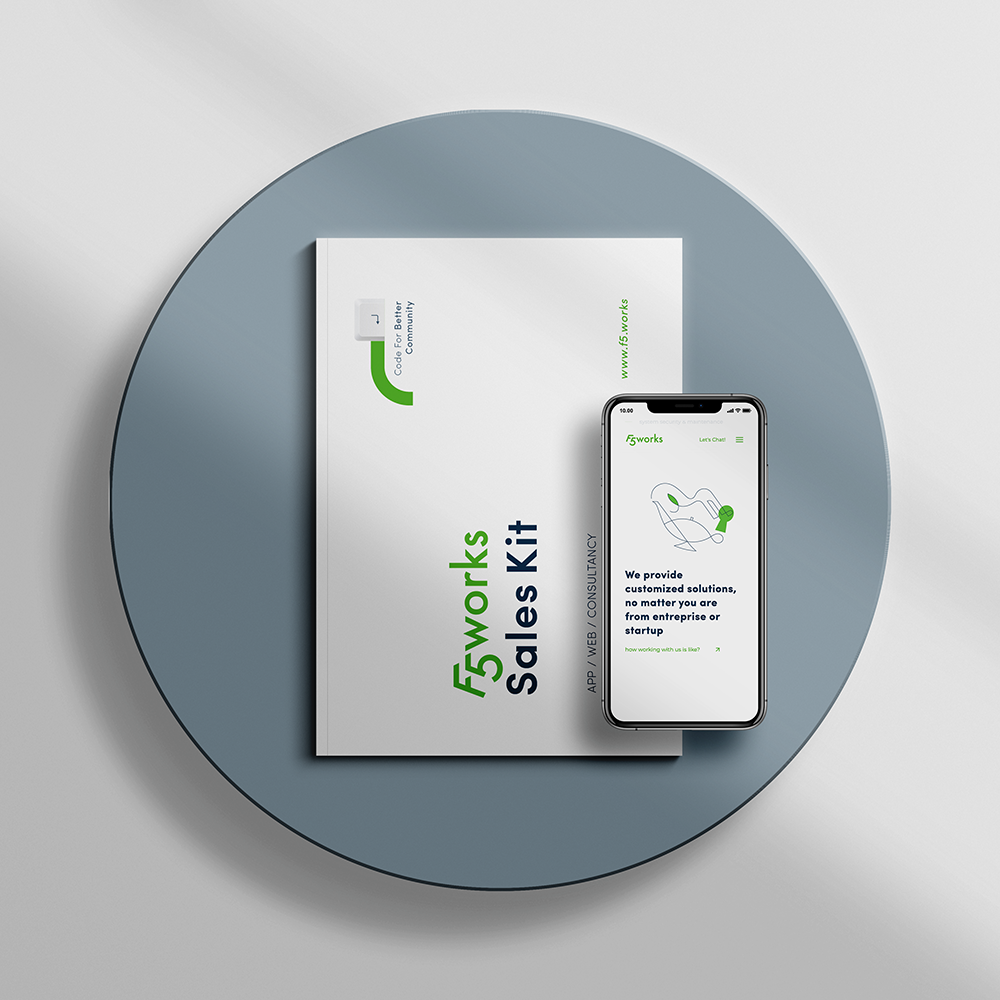 Code For Better
Community
www.f5.works
F5works
Sales Kit
APP / WEB / CONSULTANCY
10.00
F5works
Let's Chat!
We provide
customized solutions,
no matter you are
from entreprise or
startup
how working with us is like?